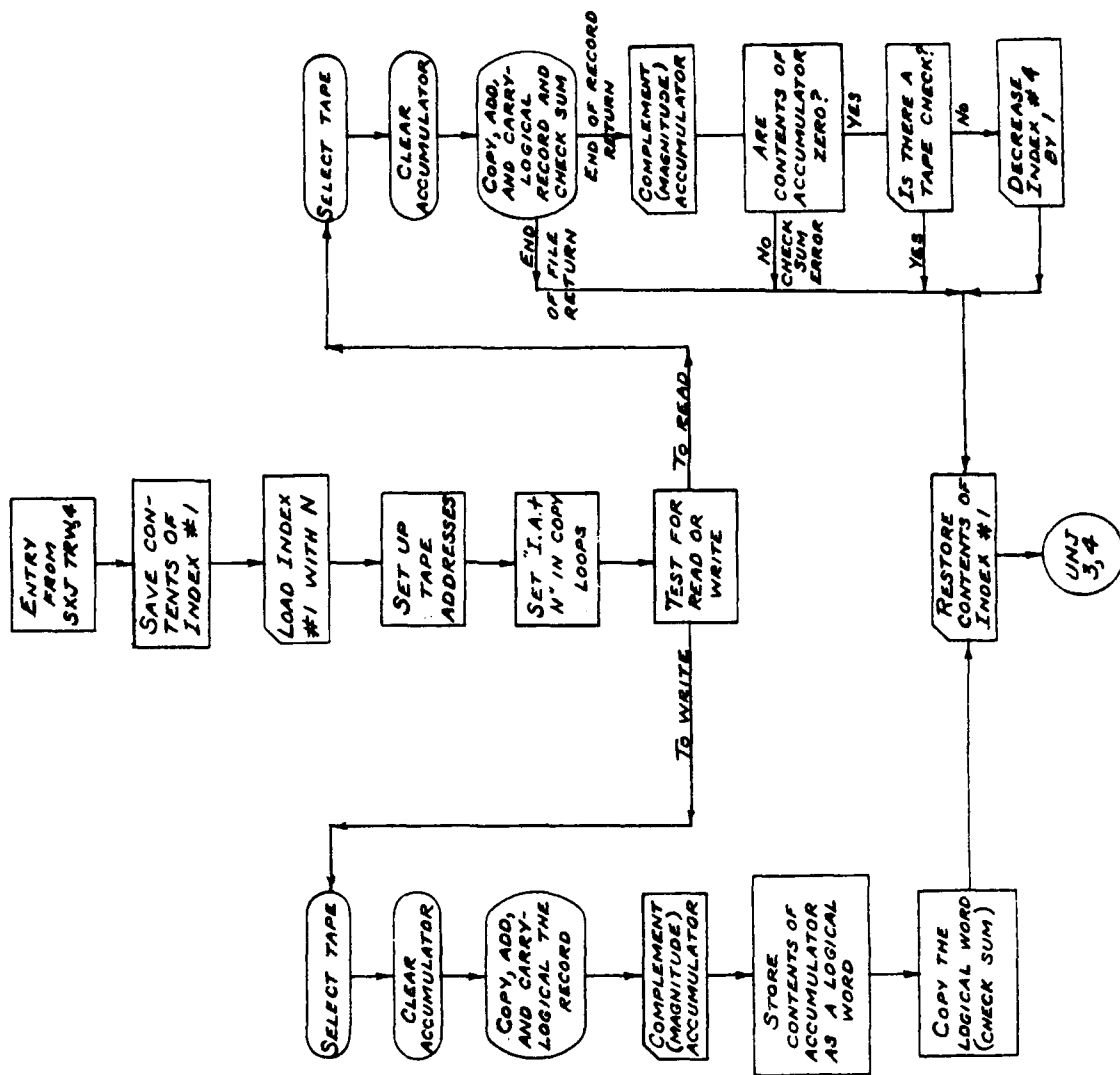 ENTRY
FROM
SXJ TRW,4
SAVE CON-
TENTS OF
INDEX #1
LOAD INDEX
#1 WITH N
SET UP
TAPE
ADDRESSES
SET "I.A.+
N" IN COPY
LOOPS
TEST FOR
READ OR
WRITE
TO WRITE
TO READ
SELECT TAPE
CLEAR
ACCUMULATOR
COPY, ADD,
AND CARRY-
LOGICAL THE
RECORD
COMPLEMENT
(MAGNITUDE)
ACCUMULATOR
STORE
CONTENTS OF
ACCUMULATOR
AS A LOGICAL
WORD
COPY THE
LOGICAL WORD
(CHECK SUM)
SELECT TAPE
CLEAR
ACCUMULATOR
COPY, ADD,
AND CARRY-
LOGICAL
RECORD AND
CHECK SUM
END
OF FILE
RETURN
END OF RECORD
RETURN
COMPLEMENT
(MAGNITUDE)
ACCUMULATOR
ARE
CONTENTS OF
ACCUMULATOR
ZERO?
NO
CHECK
SUM
ERROR
YES
IS THERE A
TAPE CHECK?
YES
NO
DECREASE
INDEX #4
BY 1
RESTORE
CONTENTS OF
INDEX #1
UNJ
3,4